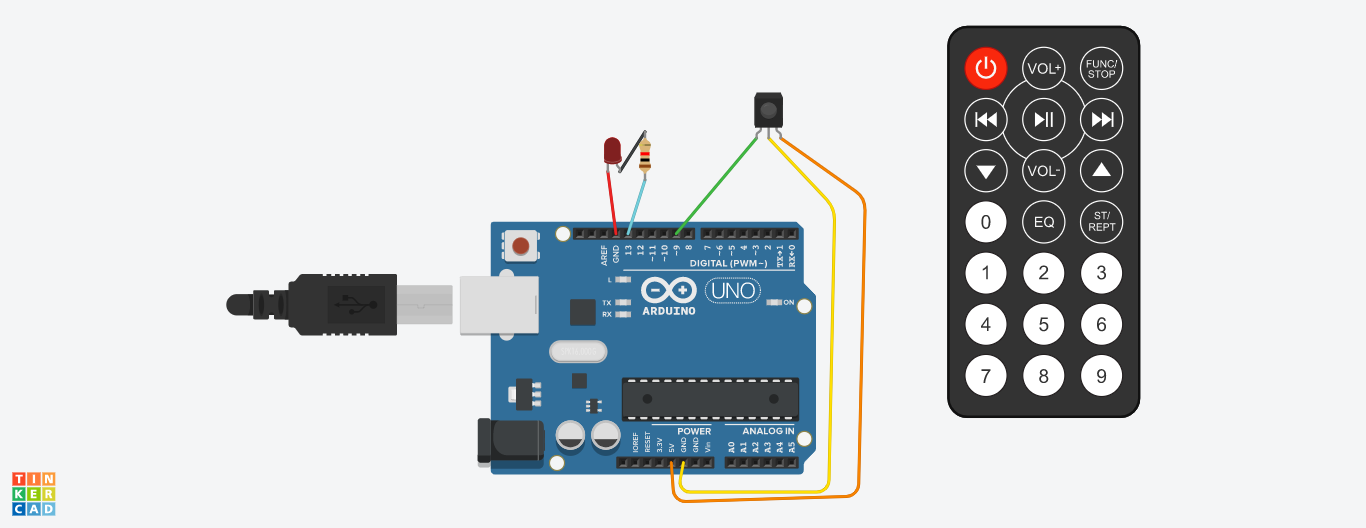 VOL+
FUNC/
STOP
VOL-
0
EQ
ST/
REPT
1
2
3
4
5
6
7
8
9
AREF
GND
13
12
~11
~10
~9
8
7
~6
~5
4
~3
2
TX→1
RX←0
DIGITAL (PWM~)
L
TX
RX
ARDUINO
UNO
ON
POWER
ANALOG IN
IOREF
RESET
3.3V
5V
GND
GND
Vin
A0
A1
A2
A3
A4
A5
TIN
KER
CAD